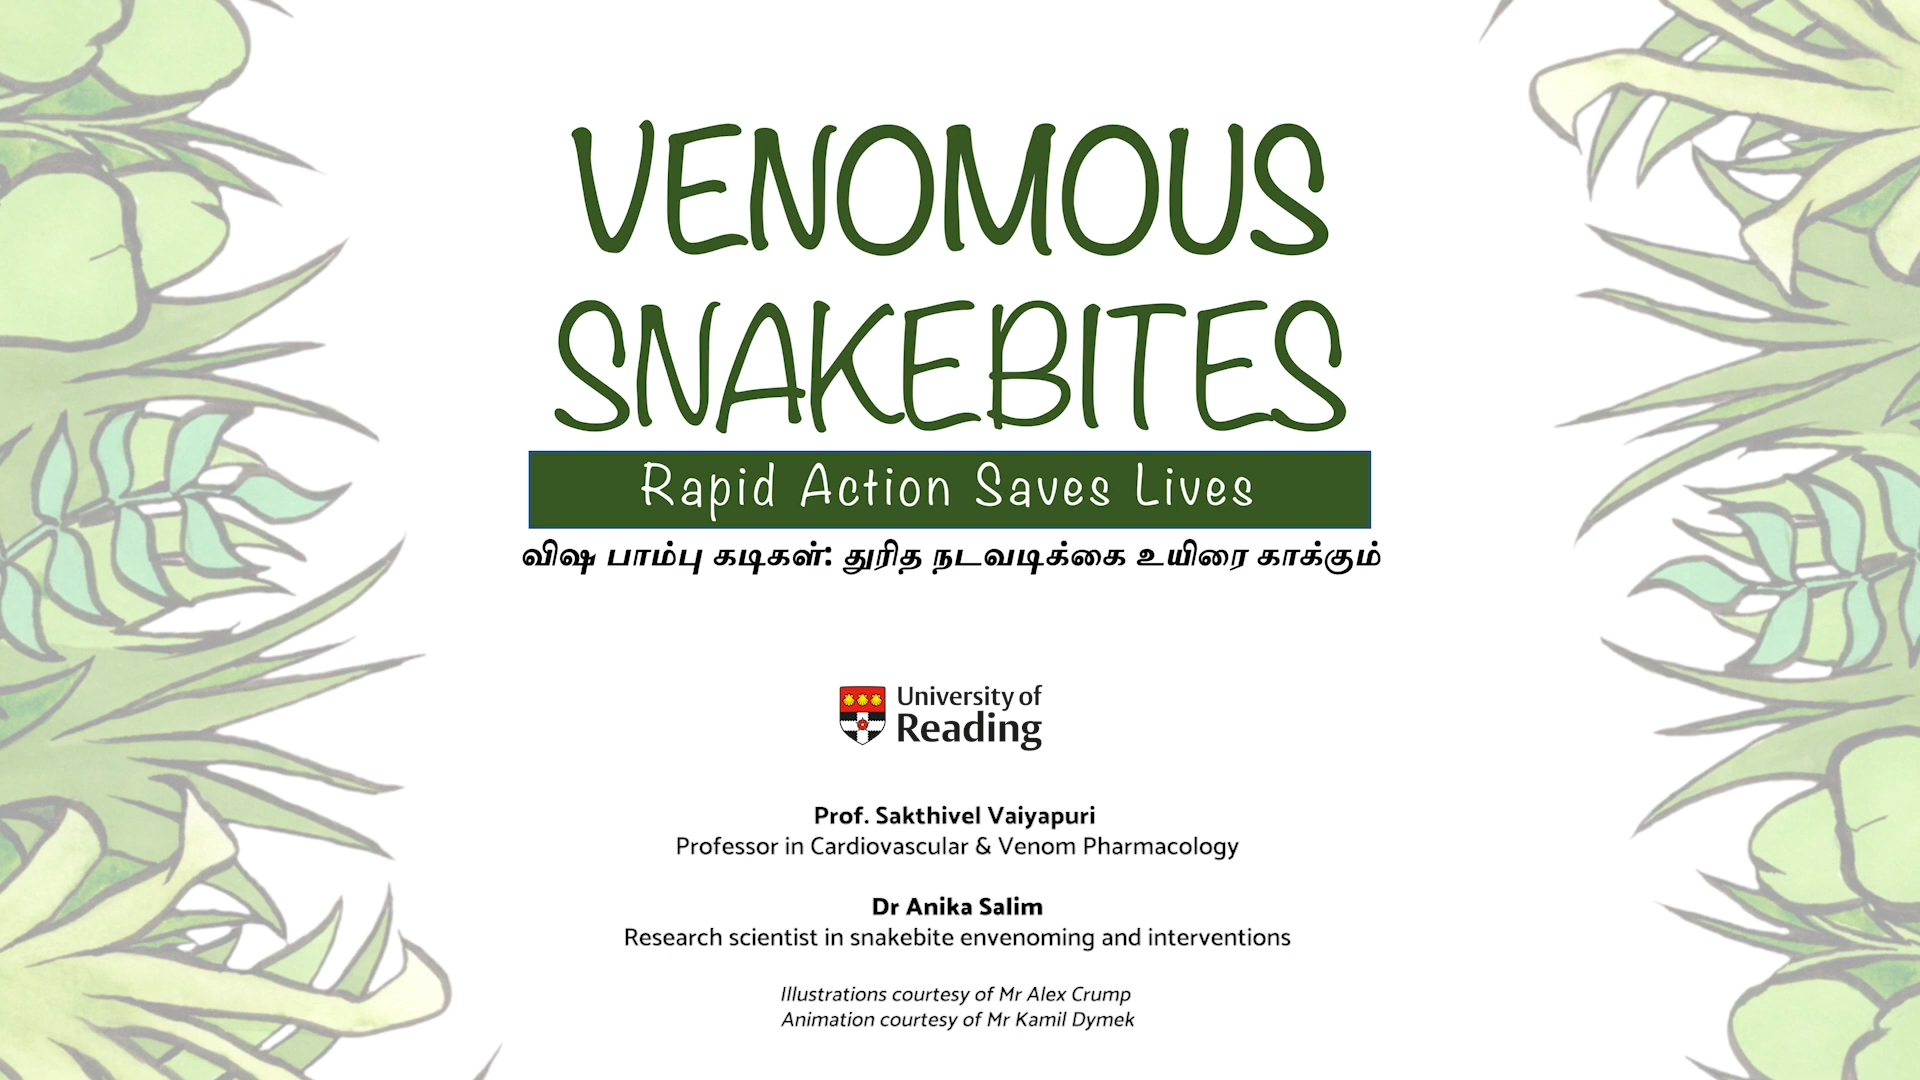 VENOMOUS
SNAKEBITES
Rapid Action Saves Lives
விஷ பாம்பு கடிகள்: துரித நடவடிக்கை உயிரை காக்கும்
University of
Reading
Prof. Sakthivel Vaiyapuri
Professor in Cardiovascular & Venom Pharmacology
Dr Anika Salim
Research scientist in snakebite envenoming and interventions
Illustrations courtesy of Mr Alex Crump
Animation courtesy of Mr Kamil Dymek